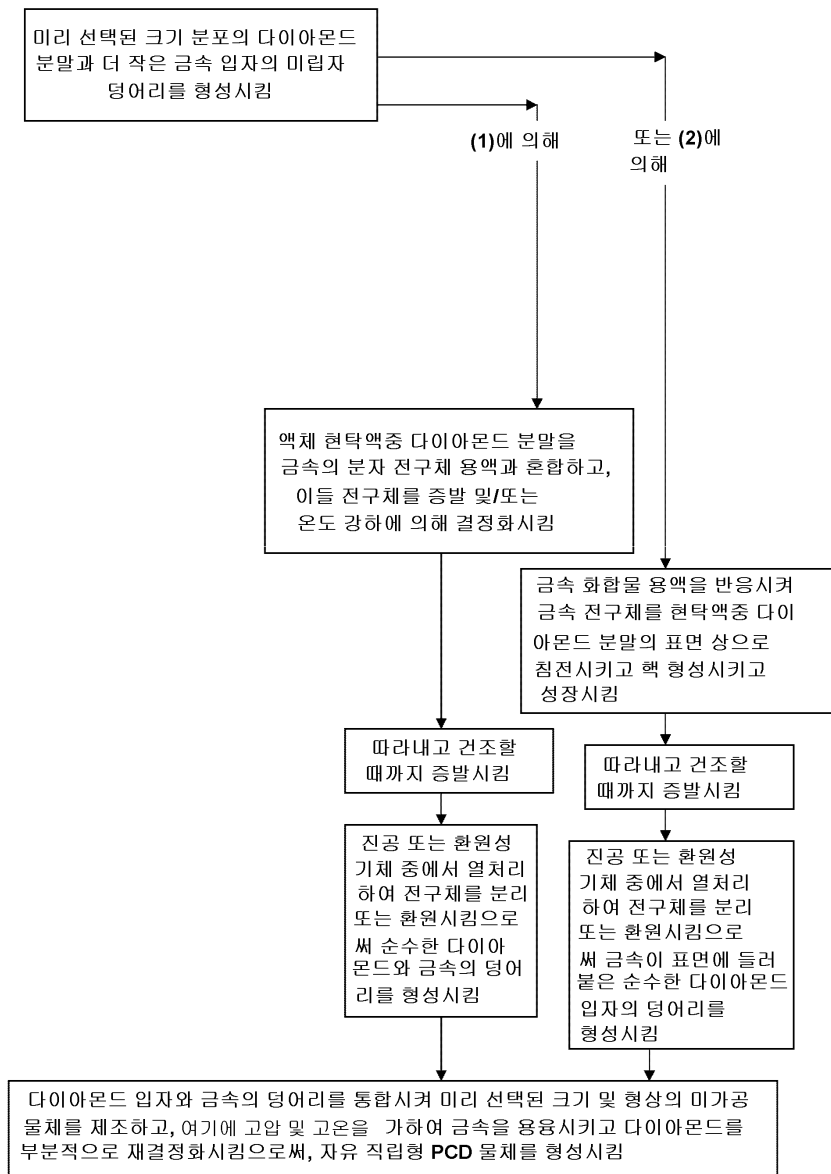 미리 선택된 크기 분포의 다이아몬드
분말과 더 작은 금속 입자의 미립자
덩어리를 형성시킴
(1)에 의해
또는 (2)에
의해
액체 현탁액중 다이아몬드 분말을
금속의 분자 전구체 용액과 혼합하고,
이들 전구체를 증발 및/또는
온도 강하에 의해 결정화시킴
금속 화합물 용액을 반응시켜
금속 전구체를 현탁액중 다이
아몬드 분말의 표면 상으로
침전시키고 핵 형성시키고
성장시킴
따라내고 건조할
때까지 증발시킴
따라내고 건조할
때까지 증발시킴
진공 또는 환원성
기체 중에서 열처리
하여 전구체를 분리
또는 환원시킴으로
써 순수한 다이아
몬드와 금속의 덩어
리를 형성시킴
진공 또는 환원성
기체 중에서 열처리
하여 전구체를 분리
또는 환원시킴으로
써 금속이 표면에 들러
붙은 순수한 다이아몬드
입자의 덩어리를
형성시킴
다이아몬드 입자와 금속의 덩어리를 통합시켜 미리 선택된 크기 및 형상의 미가공
물체를 제조하고, 여기에 고압 및 고온을 가하여 금속을 용융시키고 다이아몬드를
부분적으로 재결정화시킴으로써, 자유 직립형 PCD 물체를 형성시킴